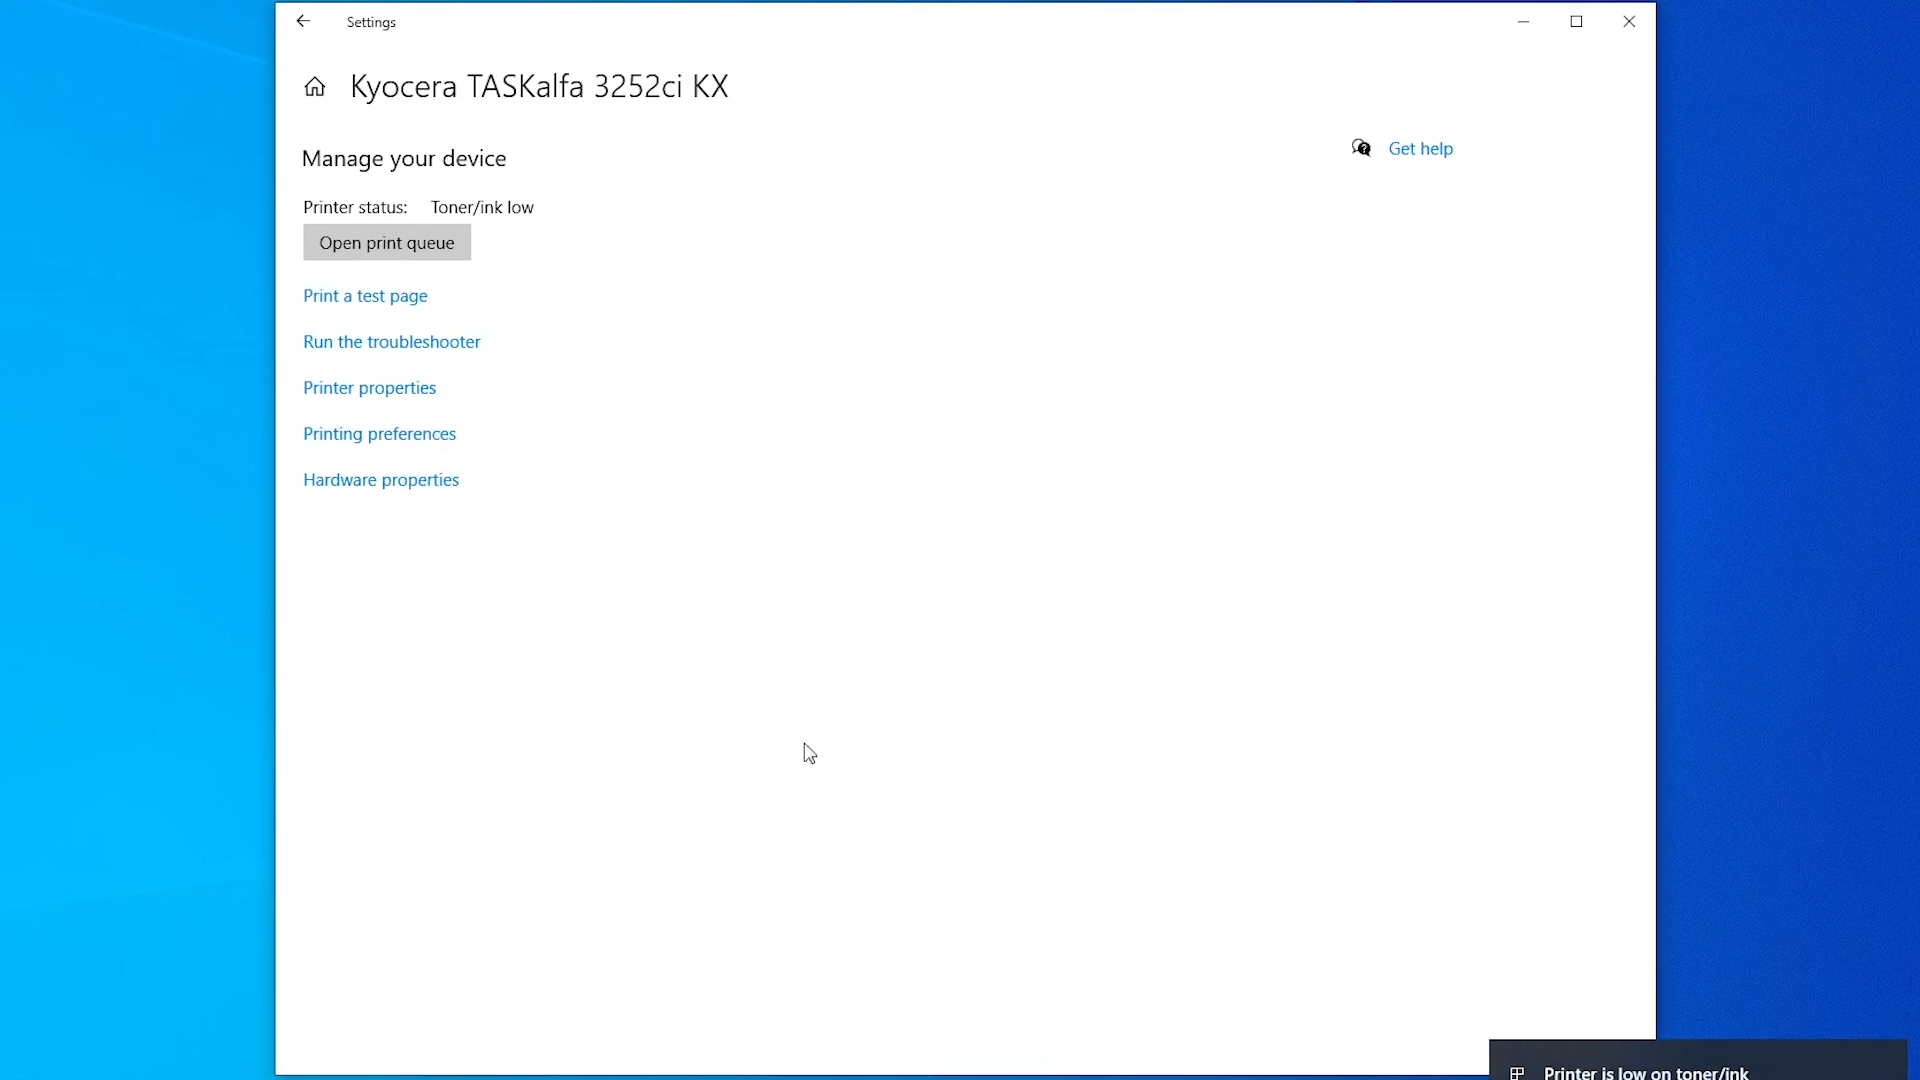 Settings
Kyocera TASKalfa 3252ci KX
Manage your device
Get help
Printer status: Toner/ink low
Open print queue
Print a test page
Run the troubleshooter
Printer properties
Printing preferences
Hardware properties
Printer is low on toner/ink